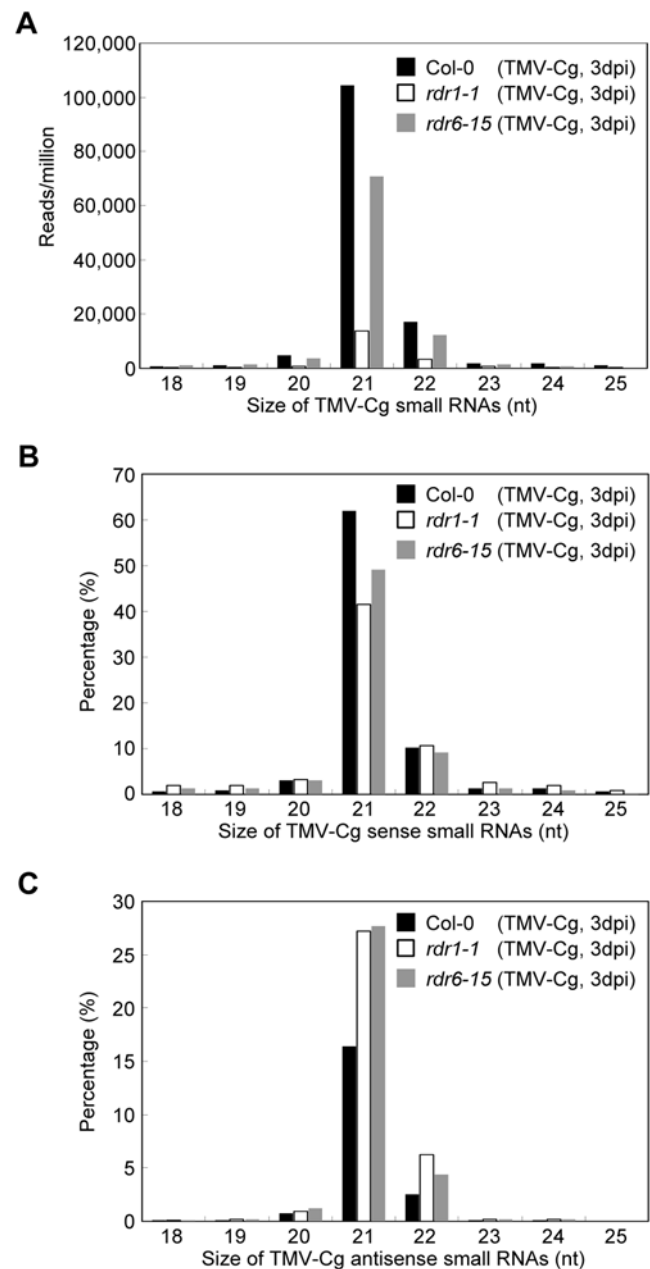 A
120,000
100,000
80,000
60,000
40,000
20,000
0
Reads/million
Col-0 (TMV-Cg, 3dpi)
rdr1-1 (TMV-Cg, 3dpi)
rdr6-15 (TMV-Cg, 3dpi)
18 19 20 21 22 23 24 25
Size of TMV-Cg small RNAs (nt)
B
70
60
50
40
30
20
10
0
Percentage (%)
Col-0 (TMV-Cg, 3dpi)
rdr1-1 (TMV-Cg, 3dpi)
rdr6-15 (TMV-Cg, 3dpi)
18 19 20 21 22 23 24 25
Size of TMV-Cg sense small RNAs (nt)
C
30
25
20
15
10
5
0
Percentage (%)
Col-0 (TMV-Cg, 3dpi)
rdr1-1 (TMV-Cg, 3dpi)
rdr6-15 (TMV-Cg, 3dpi)
18 19 20 21 22 23 24 25
Size of TMV-Cg antisense small RNAs (nt)